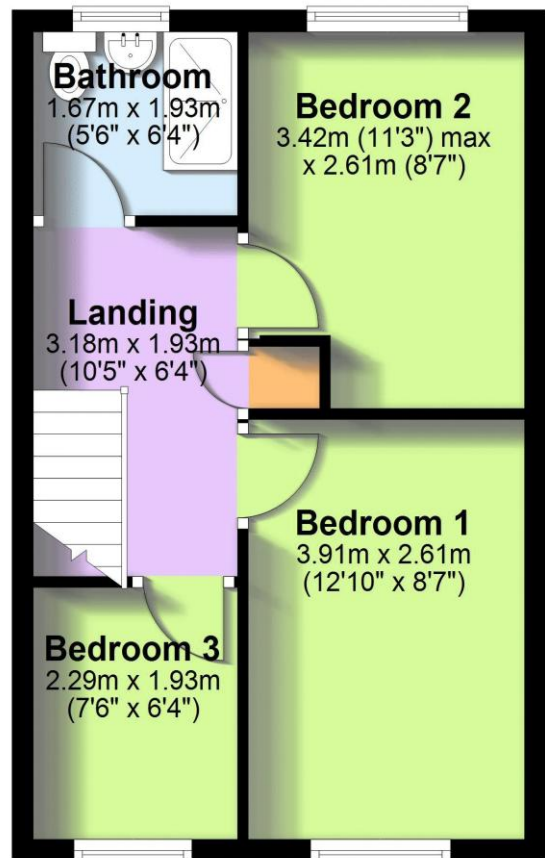 Bathroom
1.67m x 1.93m
(5'6" x 6'4")
Bedroom 2
3.42m (11'3") max
x 2.61m (8'7")
Landing
3.18m x 1.93m
(10'5" x 6'4")
Bedroom 1
3.91m x 2.61m
(12'10" x 8'7")
Bedroom 3
2.29m x 1.93m
(7'6" x 6'4")